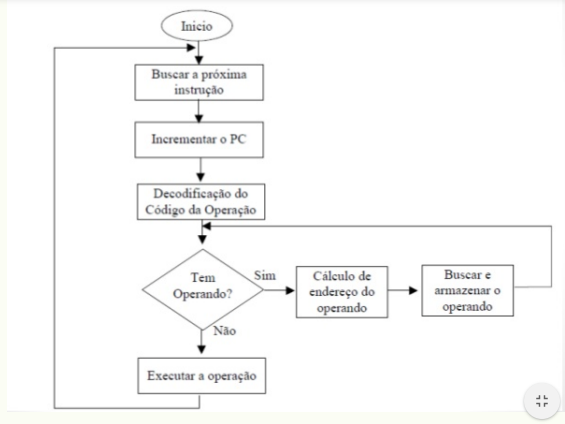 Inicio
Buscar a próxima
instrução
Incrementar o PC
Decodificação do
Código da Operação
Tem
Operando?
Sim
Cálculo de
endereço do
operando
Buscar e
armazenar o
operando
Não
Executar a operação